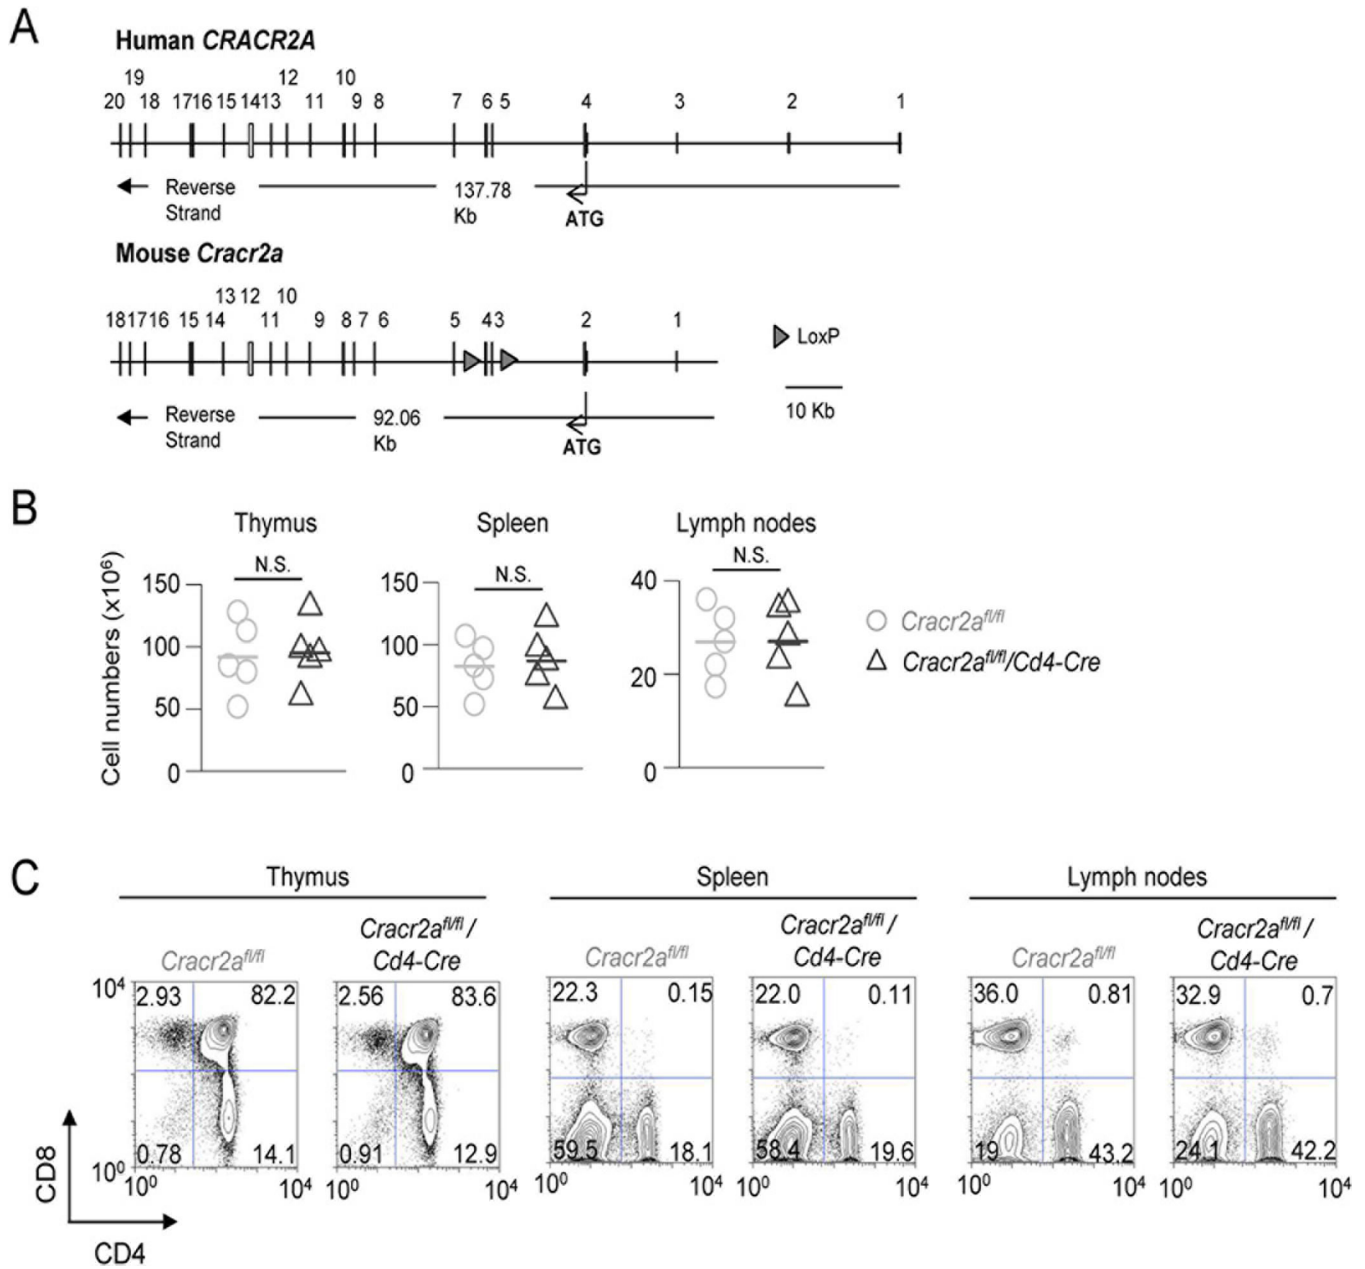 A
Human CRACR2A
19 12 10
20 18 1716 15 1413 11 9 8 7 6 5 4 3 2 1
Reverse Strand
137.78 Kb
ATG
Mouse Cracr2a
13 12 10
18 17 16 15 14 11 9 8 7 6 5 43 2 1
LoxP
10 Kb
Reverse Strand
92.06 Kb
ATG
B
Thymus Spleen Lymph nodes
N.S. N.S. N.S.
Cell numbers (x10⁶)
150 100 50 0
150 100 50 0
40 20 0
Cracr2afl/fl
Cracr2afl/fl/Cd4-Cre
C
Thymus Spleen Lymph nodes
Cracr2afl/fl Cracr2afl/fl / Cd4-Cre Cracr2afl/fl Cracr2afl/fl / Cd4-Cre Cracr2afl/fl Cracr2afl/fl / Cd4-Cre
10⁴ 2.93 82.2 2.56 83.6 22.3 0.15 22.0 0.11 36.0 0.81 32.9 0.7
10⁰ 0.78 14.1 0.91 12.9 59.5 18.1 58.4 19.6 19 43.2 24.1 42.2
10⁰ 10⁴ 10⁰ 10⁴ 10⁰ 10⁴ 10⁰ 10⁴ 10⁰ 10⁴ 10⁰ 10⁴
CD8
CD4